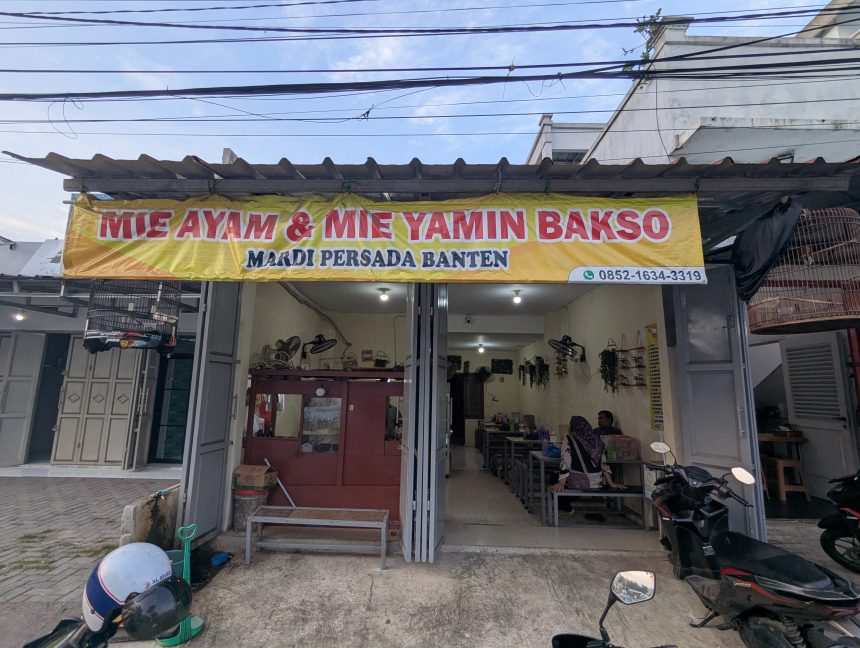 MIE AYAM & MIE YAMIN BAKSO
MARDI PERSADA BANTEN
0852-1634-3319